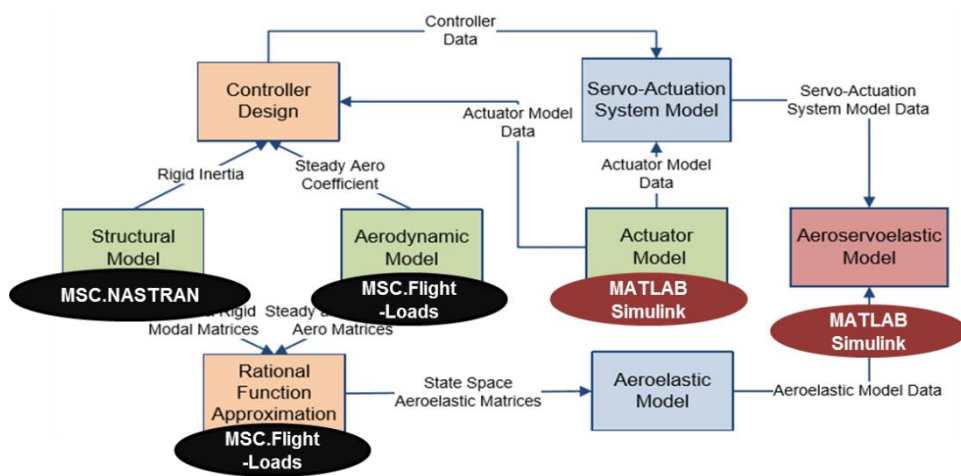 Controller
Data
Controller
Design
Servo-Actuation
System Model
Actuator Model
Data
Servo-Actuation
System Model Data
Rigid Inertia
Steady Aero
Coefficient
Actuator Model
Data
Structural
Model
MSC.NASTRAN
Aerodynamic
Model
MSC.Flight
-Loads
Actuator
Model
MATLAB
Simulink
Aeroservoelastic
Model
MATLAB
Simulink
Rigid
Modal Matrices
Steady
Aero Matrices
Rational
Function
Approximation
MSC.Flight
-Loads
State Space
Aeroelastic Matrices
Aeroelastic
Model
Aeroelastic Model Data